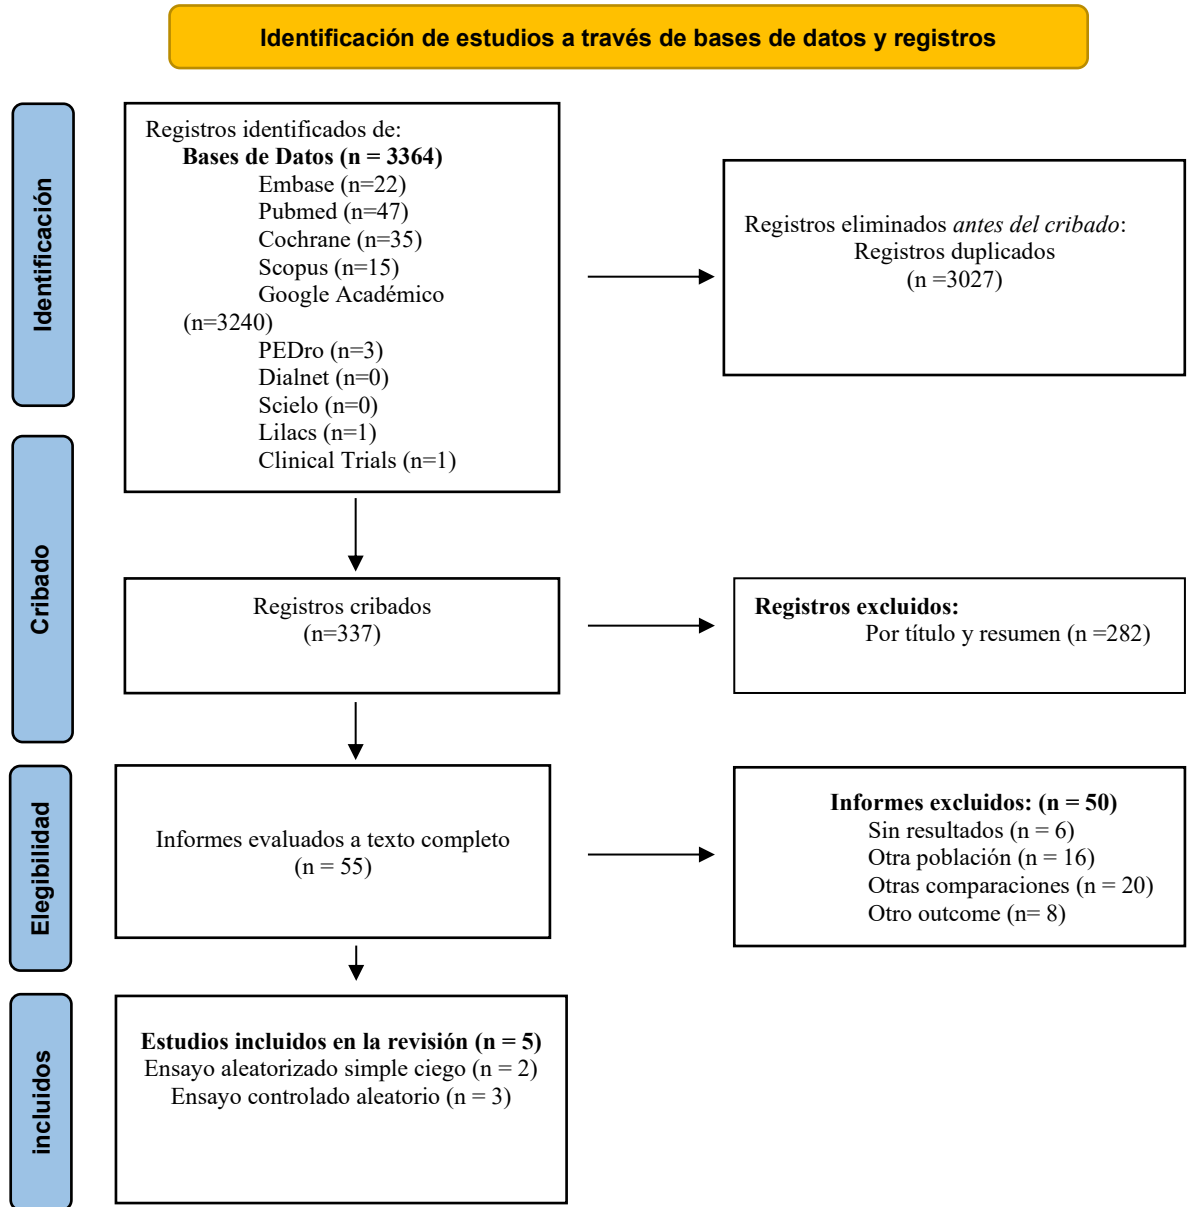 Identificación de estudios a través de bases de datos y registros
Identificación
Registros identificados de:
Bases de Datos (n = 3364)
Embase (n=22)
Pubmed (n=47)
Cochrane (n=35)
Scopus (n=15)
Google Académico
(n=3240)
PEDro (n=3)
Dialnet (n=0)
Scielo (n=0)
Lilacs (n=1)
Clinical Trials (n=1)
Registros eliminados antes del cribado:
Registros duplicados
(n =3027)
Cribado
Registros cribados
(n=337)
Registros excluidos:
Por título y resumen (n =282)
Elegibilidad
Informes evaluados a texto completo
(n = 55)
Informes excluidos: (n = 50)
Sin resultados (n = 6)
Otra población (n = 16)
Otras comparaciones (n = 20)
Otro outcome (n= 8)
incluidos
Estudios incluidos en la revisión (n = 5)
Ensayo aleatorizado simple ciego (n = 2)
Ensayo controlado aleatorio (n = 3)